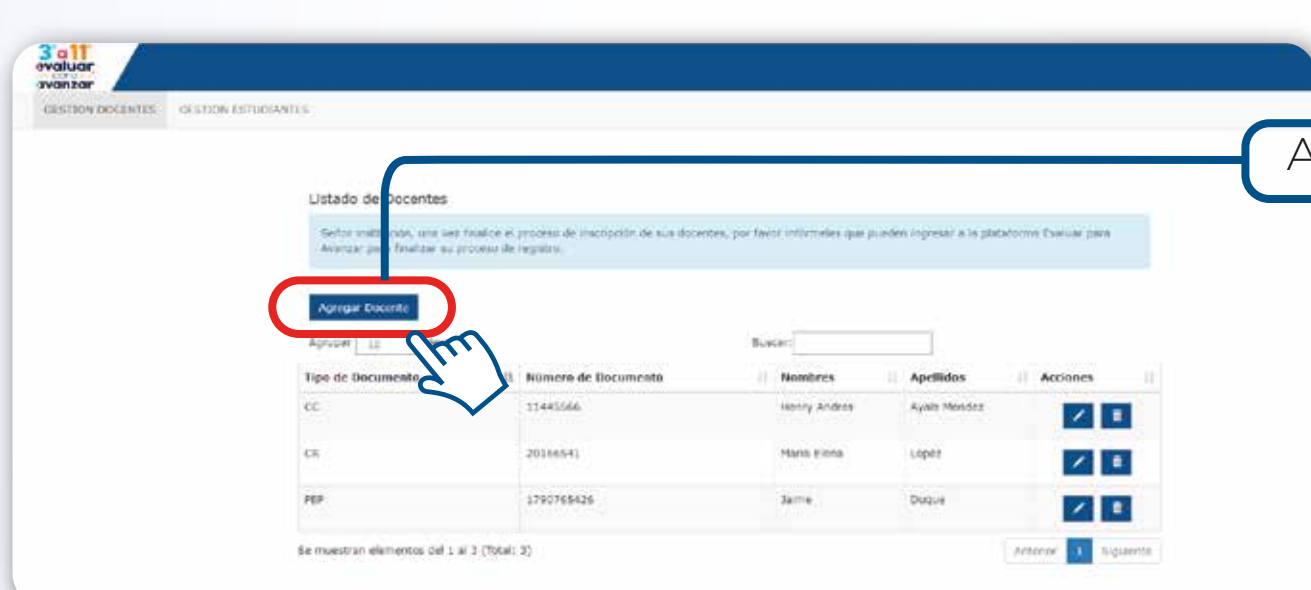 3° a 11°
evaluar
para
avanzar
GESTION DOCENTES GESTION ESTUDIANTES
A
Listado de Docentes
Señor institución, una vez finalice el proceso de inscripción de sus docentes, por favor infórmeles que pueden ingresar a la plataforma Evaluar para
Avanzar para finalizar su proceso de registro.
Agregar Docente
Agrupar 10
Buscar:
Tipo de Documento Número de Documento Nombres Apellidos Acciones
CC 11445566 Henry Andres Ayala Mendez
CE 20166541 Maria Elena López
PEP 1790765426 Jaime Duque
Se muestran elementos del 1 al 3 (Total: 3)
Anterior 1 Siguiente